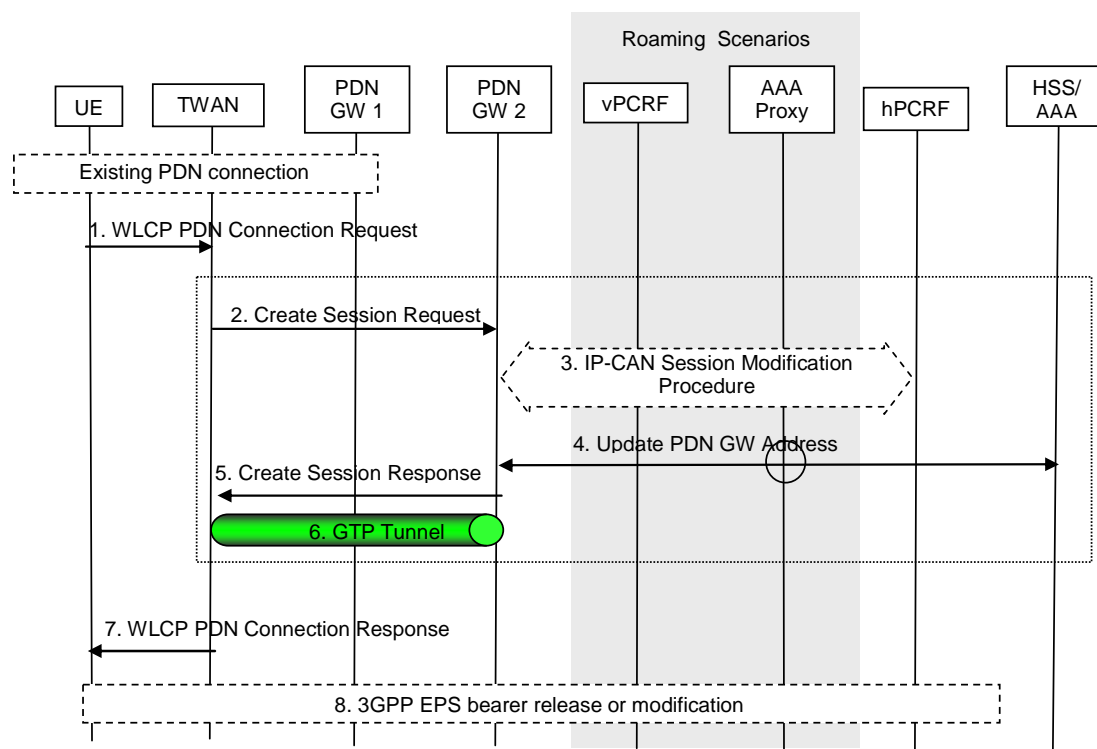 Roaming Scenarios
UE
TWAN
PDN
GW 1
PDN
GW 2
vPCRF
AAA
Proxy
hPCRF
HSS/
AAA
Existing PDN connection
1. WLCP PDN Connection Request
2. Create Session Request
3. IP-CAN Session Modification
Procedure
4. Update PDN GW Address
5. Create Session Response
6. GTP Tunnel
7. WLCP PDN Connection Response
8. 3GPP EPS bearer release or modification